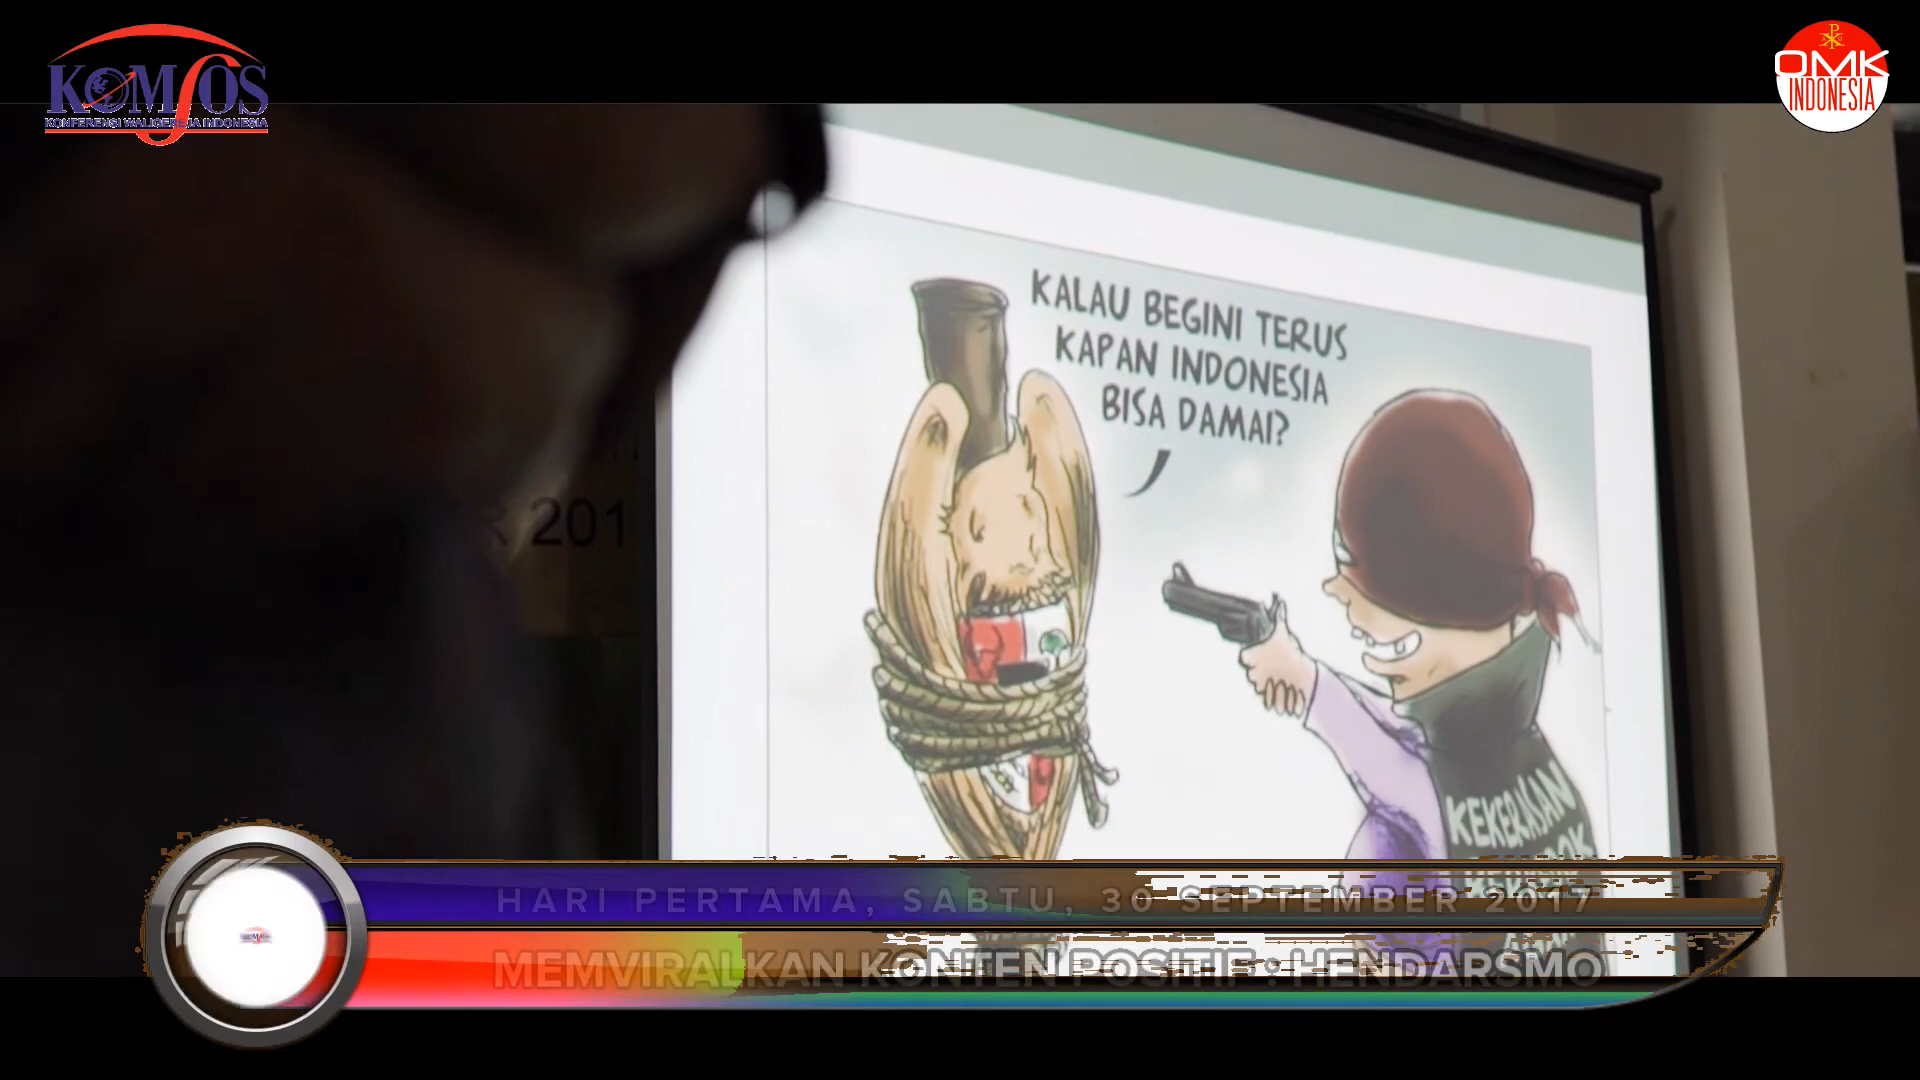 KOMSOS
KONFERENSI WALIGEREJA INDONESIA
OMK
INDONESIA
KALAU BEGINI TERUS
KAPAN INDONESIA
BISA DAMAI?
201
KEKERASAN
HARI PERTAMA, SABTU, 30 SEPTEMBER 2017
MEMVIRALKAN KONTEN POSITIF : HENDARSMO